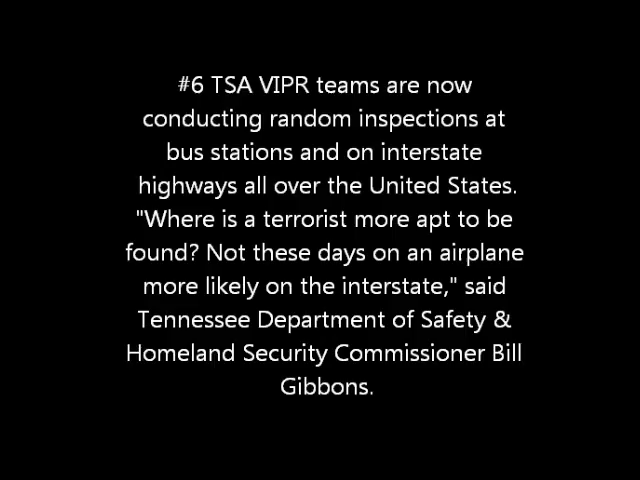 #6 TSA VIPR teams are now
conducting random inspections at
bus stations and on interstate
highways all over the United States.
"Where is a terrorist more apt to be
found? Not these days on an airplane
more likely on the interstate," said
Tennessee Department of Safety &
Homeland Security Commissioner Bill
Gibbons.